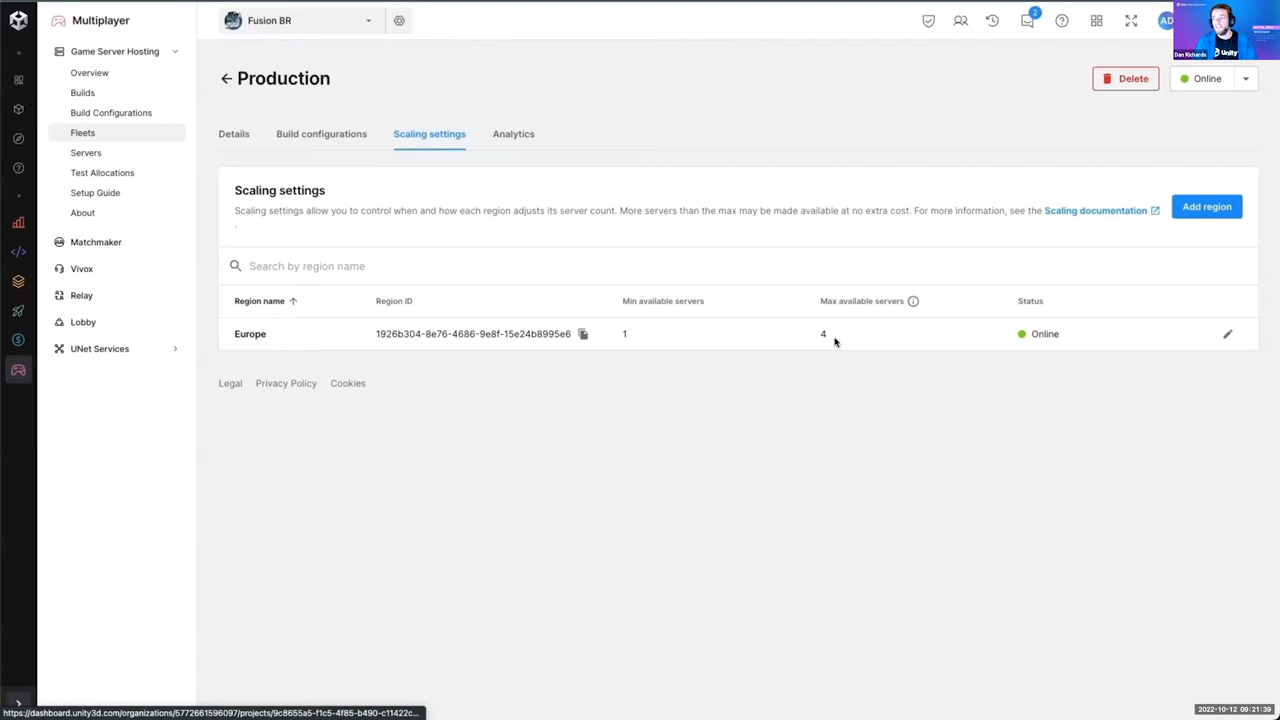 Multiplayer
Fusion BR
2
AD
Dan Richards
Unity
Game Server Hosting
Overview
Builds
Build Configurations
Fleets
Servers
Test Allocations
Setup Guide
About
Matchmaker
Vivox
Relay
Lobby
UNet Services
Production
Delete
Online
Details
Build configurations
Scaling settings
Analytics
Scaling settings
Scaling settings allow you to control when and how each region adjusts its server count. More servers than the max may be made available at no extra cost. For more information, see the Scaling documentation
.
Add region
Search by region name
Region name
Region ID
Min available servers
Max available servers
Status
Europe
1926b304-8e76-4686-9e8f-15e24b8995e6
1
4
Online
Legal
Privacy Policy
Cookies
https://dashboard.unity3d.com/organizations/5772661596097/projects/9c8655a5-f1c5-4f85-b490-c11422c...
2022-10-12 09:21:39